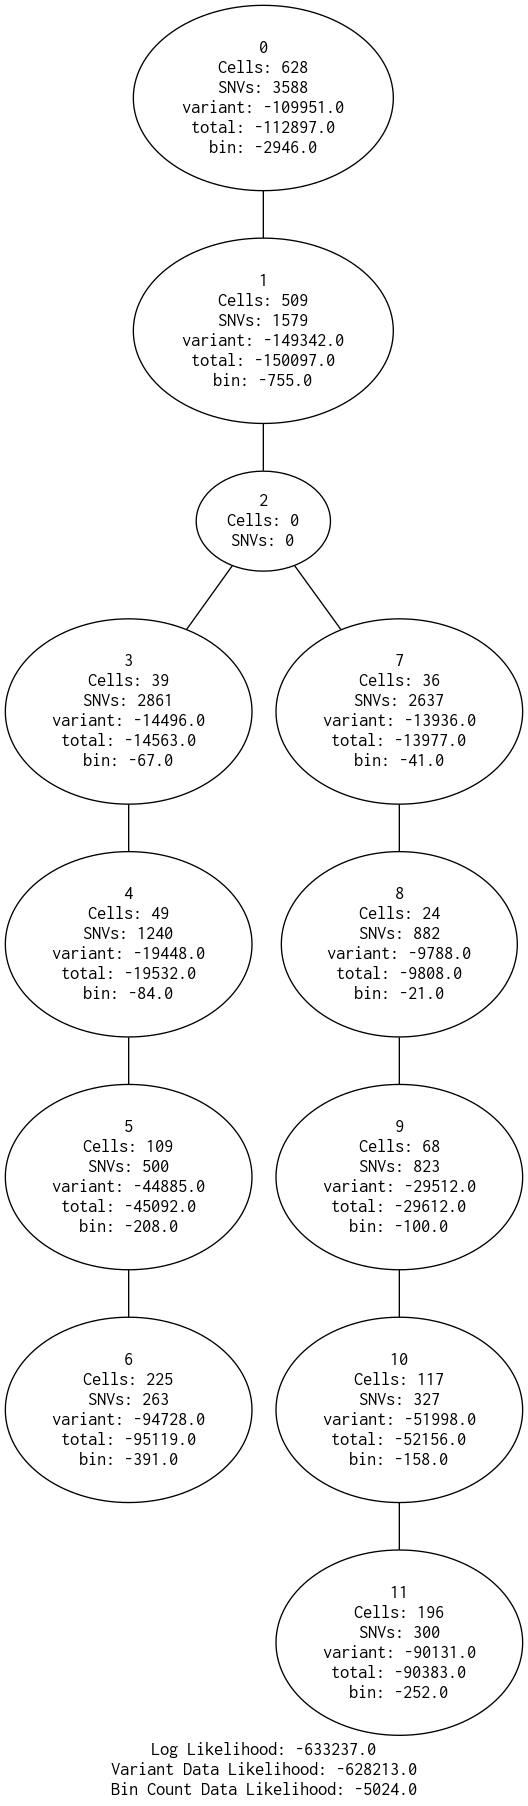 0
Cells: 628
SNVs: 3588
variant: -109951.0
total: -112897.0
bin: -2946.0
1
Cells: 509
SNVs: 1579
variant: -149342.0
total: -150097.0
bin: -755.0
2
Cells: 0
SNVs: 0
3
Cells: 39
SNVs: 2861
variant: -14496.0
total: -14563.0
bin: -67.0
7
Cells: 36
SNVs: 2637
variant: -13936.0
total: -13977.0
bin: -41.0
4
Cells: 49
SNVs: 1240
variant: -19448.0
total: -19532.0
bin: -84.0
8
Cells: 24
SNVs: 882
variant: -9788.0
total: -9808.0
bin: -21.0
5
Cells: 109
SNVs: 500
variant: -44885.0
total: -45092.0
bin: -208.0
9
Cells: 68
SNVs: 823
variant: -29512.0
total: -29612.0
bin: -100.0
6
Cells: 225
SNVs: 263
variant: -94728.0
total: -95119.0
bin: -391.0
10
Cells: 117
SNVs: 327
variant: -51998.0
total: -52156.0
bin: -158.0
11
Cells: 196
SNVs: 300
variant: -90131.0
total: -90383.0
bin: -252.0
Log Likelihood: -633237.0
Variant Data Likelihood: -628213.0
Bin Count Data Likelihood: -5024.0